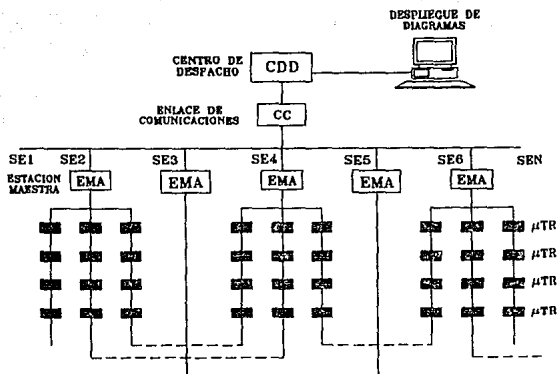 DESPLIEGUE DE
DIAGRAMAS
CENTRO DE
DESPACHO
CDD
ENLACE DE
COMUNICACIONES
CC
SE1 SE2 SE3 SE4 SE5 SE6 SEN
ESTACION
MAESTRA
EMA EMA EMA EMA EMA
μTR
μTR
μTR
μTR